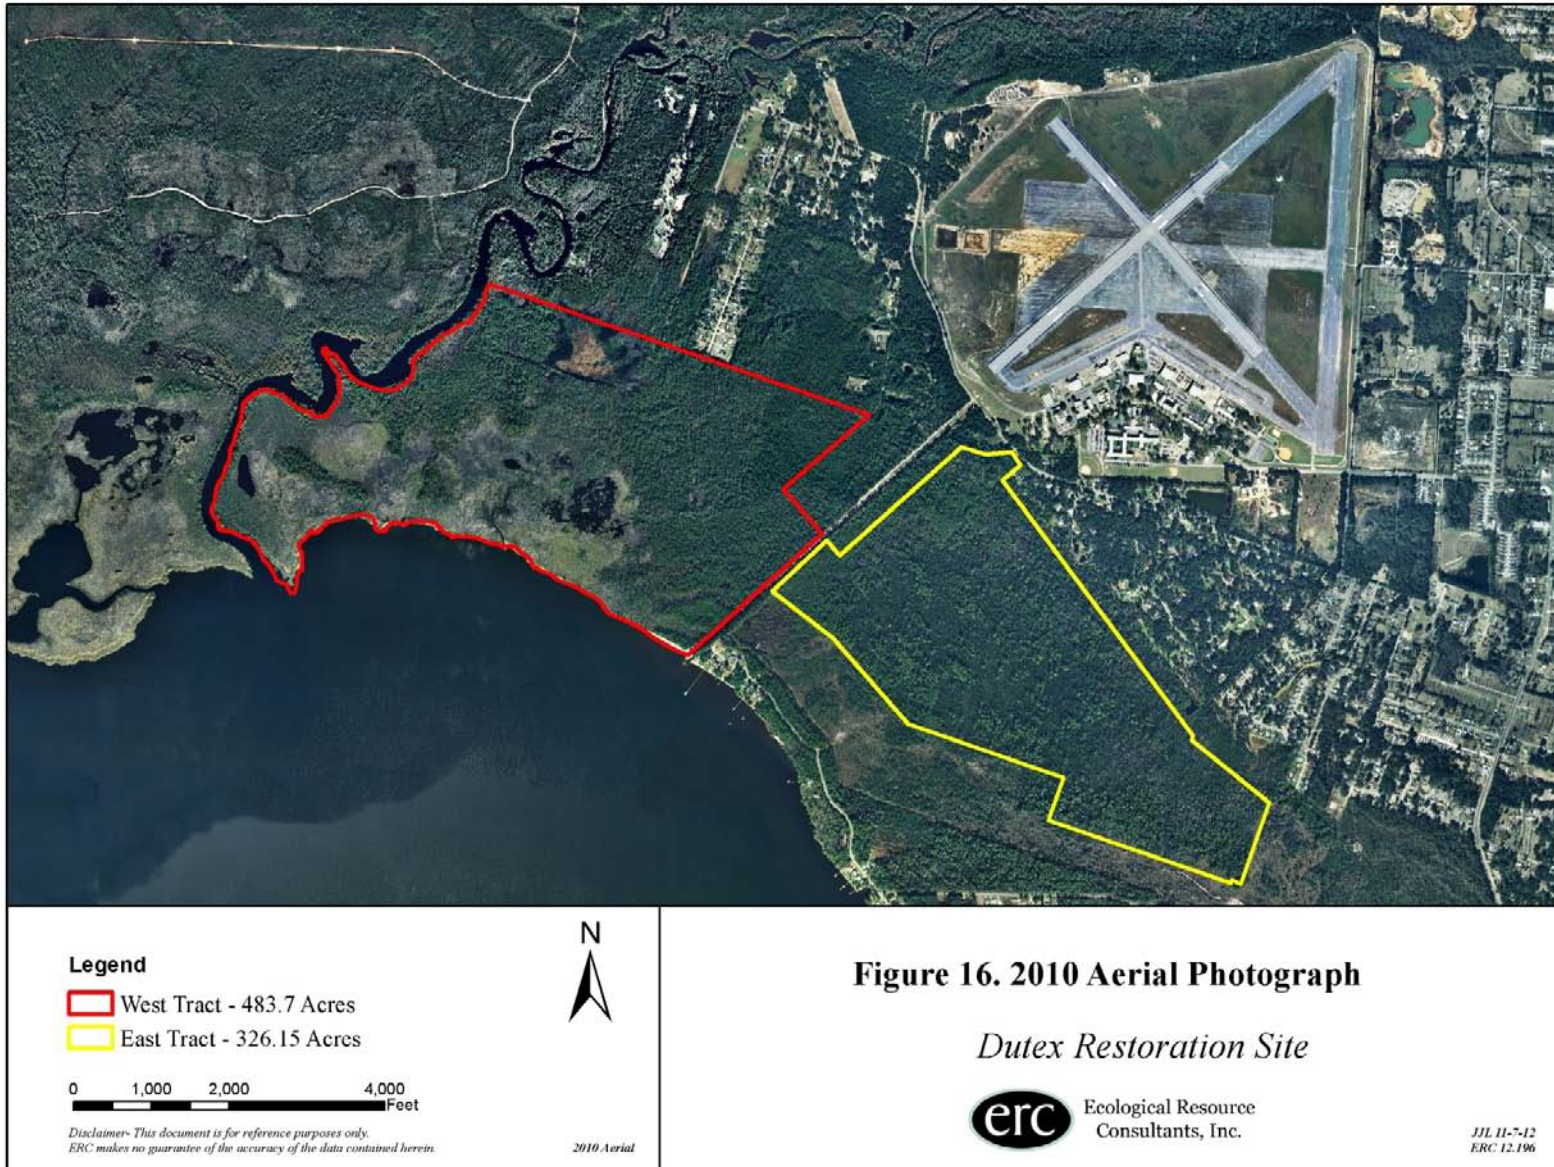 Legend
West Tract - 483.7 Acres
East Tract - 326.15 Acres
0 1,000 2,000 4,000
Feet
Disclaimer- This document is for reference purposes only.
ERC makes no guarantee of the accuracy of the data contained herein.
N
2010 Aerial
Figure 16. 2010 Aerial Photograph
Dutex Restoration Site
erc
Ecological Resource
Consultants, Inc.
JJL 11-7-12
ERC 12.196